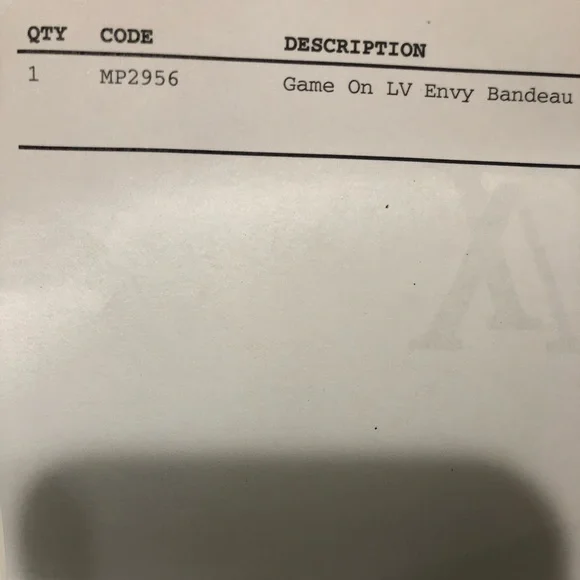 QTY CODE DESCRIPTION
1 MP2956 Game On LV Envy Bandeau